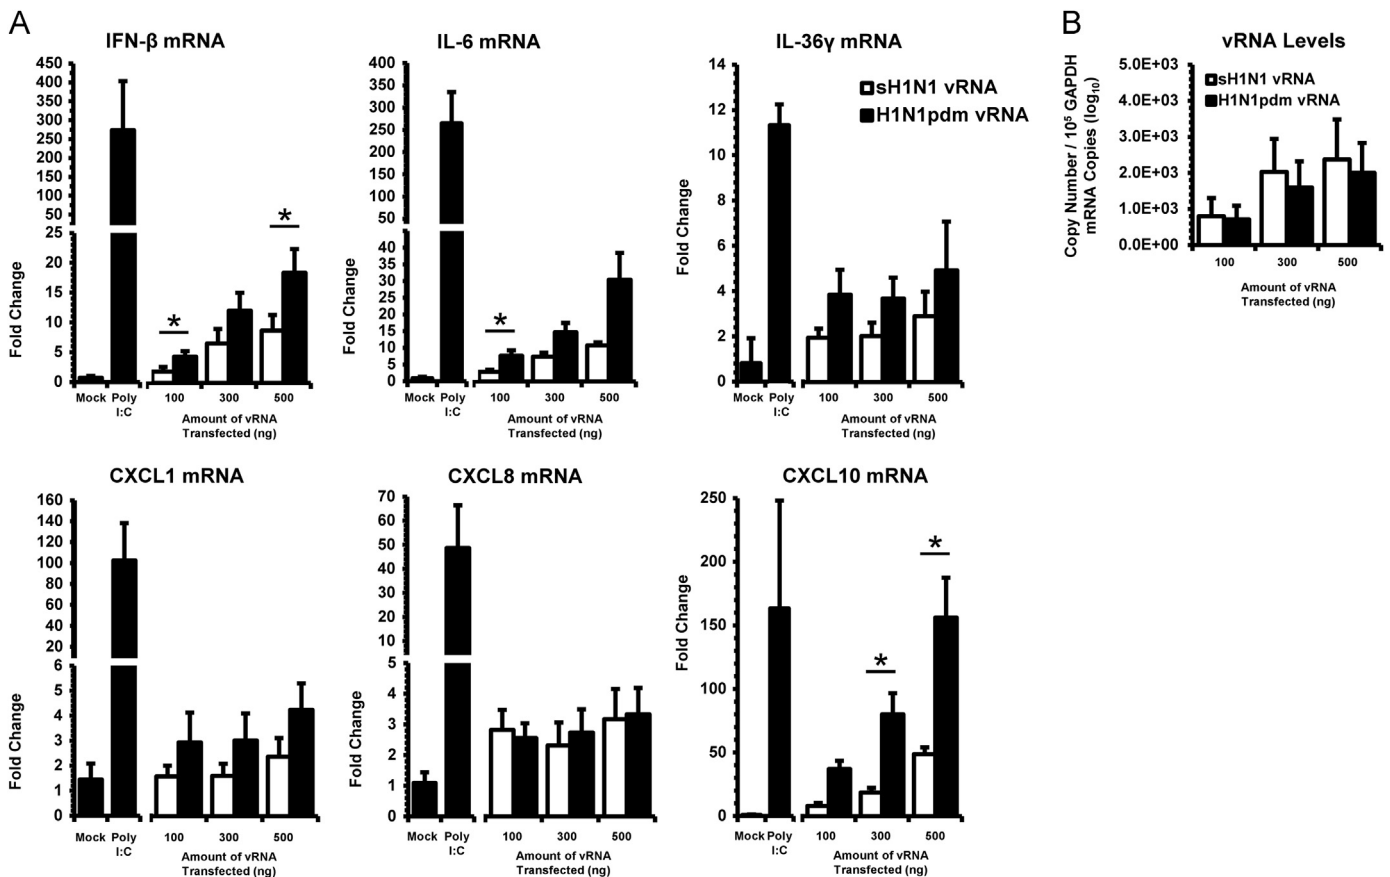 A
IFN-β mRNA
450
400
350
300
250
200
150
100
50
25
20
15
10
5
0
Fold Change
*
*
Mock
Poly
I:C
100
300
500
Amount of vRNA
Transfected (ng)
IL-6 mRNA
400
350
300
250
200
150
100
50
0
40
35
30
25
20
15
10
5
0
Fold Change
*
Mock
Poly
I:C
100
300
500
Amount of vRNA
Transfected (ng)
IL-36γ mRNA
14
12
10
8
6
4
2
0
Fold Change
sH1N1 vRNA
H1N1pdm vRNA
Mock
Poly
I:C
100
300
500
Amount of vRNA
Transfected (ng)
B
vRNA Levels
5.0E+03
4.0E+03
3.0E+03
2.0E+03
1.0E+03
0.0E+00
Copy Number / 10⁵ GAPDH
mRNA Copies (log₁₀)
sH1N1 vRNA
H1N1pdm vRNA
100
300
500
Amount of vRNA
Transfected (ng)
CXCL1 mRNA
160
140
120
100
80
60
40
20
6
5
4
3
2
1
0
Fold Change
Mock
Poly
I:C
100
300
500
Amount of vRNA
Transfected (ng)
CXCL8 mRNA
70
60
50
40
30
20
10
5
4
3
2
1
0
Fold Change
Mock
Poly
I:C
100
300
500
Amount of vRNA
Transfected (ng)
CXCL10 mRNA
250
200
150
100
50
0
Fold Change
*
*
Mock
Poly
I:C
100
300
500
Amount of vRNA
Transfected (ng)